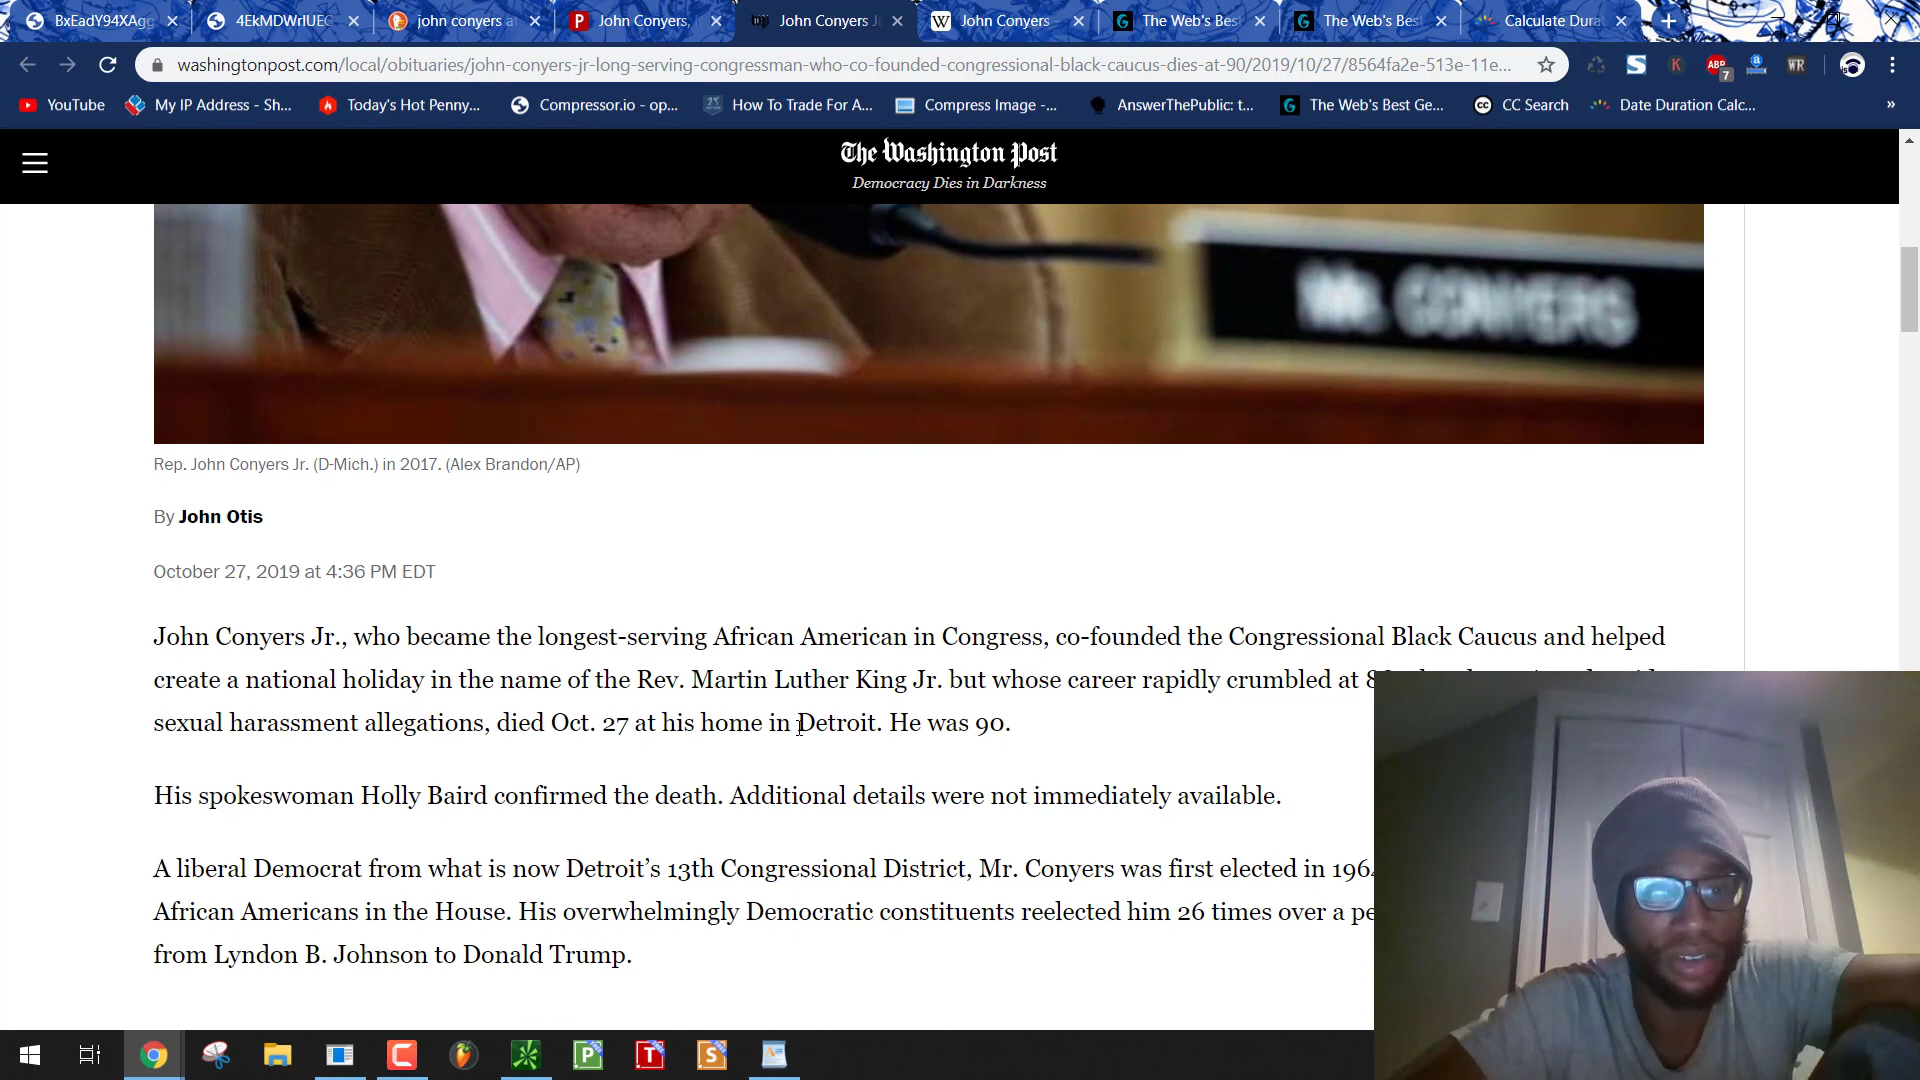 BxEadY94XAgg
4EkMDWrlUEG
john conyers a
John Conyers,
John Conyers J
John Conyers -
The Web's Bes
The Web's Bes
Calculate Dura
washingtonpost.com/local/obituaries/john-conyers-jr-long-serving-congressman-who-co-founded-congressional-black-caucus-dies-at-90/2019/10/27/8564fa2e-513e-11e...
ABP
7
WR
YouTube
My IP Address - Sh...
Today's Hot Penny...
Compressor.io - op...
How To Trade For A...
Compress Image -...
AnswerThePublic: t...
The Web's Best Ge...
CC Search
Date Duration Calc...
»
The Washington Post
Democracy Dies in Darkness
Mr. CONYERS
Rep. John Conyers Jr. (D-Mich.) in 2017. (Alex Brandon/AP)
By John Otis
October 27, 2019 at 4:36 PM EDT
John Conyers Jr., who became the longest-serving African American in Congress, co-founded the Congressional Black Caucus and helped
create a national holiday in the name of the Rev. Martin Luther King Jr. but whose career rapidly crumbled at
sexual harassment allegations, died Oct. 27 at his home in Detroit. He was 90.
His spokeswoman Holly Baird confirmed the death. Additional details were not immediately available.
A liberal Democrat from what is now Detroit's 13th Congressional District, Mr. Conyers was first elected in 196
African Americans in the House. His overwhelmingly Democratic constituents reelected him 26 times over a pe
from Lyndon B. Johnson to Donald Trump.